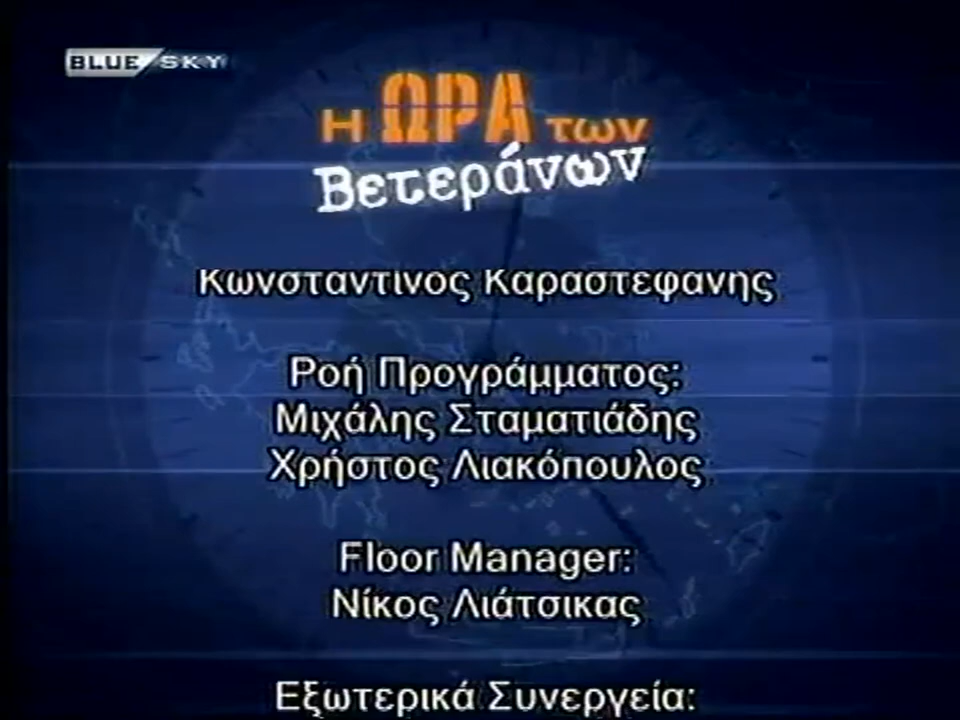 BLUE SKY
Η ΩΡΑ των
Βετεράνων
Κωνσταντινος Καραστεφανης
Ροή Προγράμματος:
Μιχάλης Σταματιάδης
Χρήστος Λιακόπουλος
Floor Manager:
Νίκος Λιάτσικας
Εξωτερικά Συνεργεία: